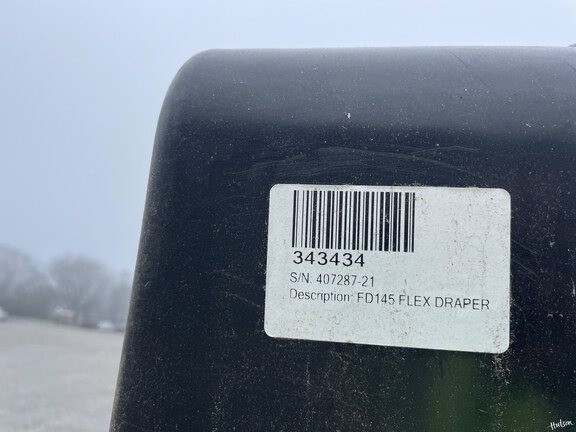 343434
S/N. 407287-21
Description: FD145 FLEX DRAPER
Hutson